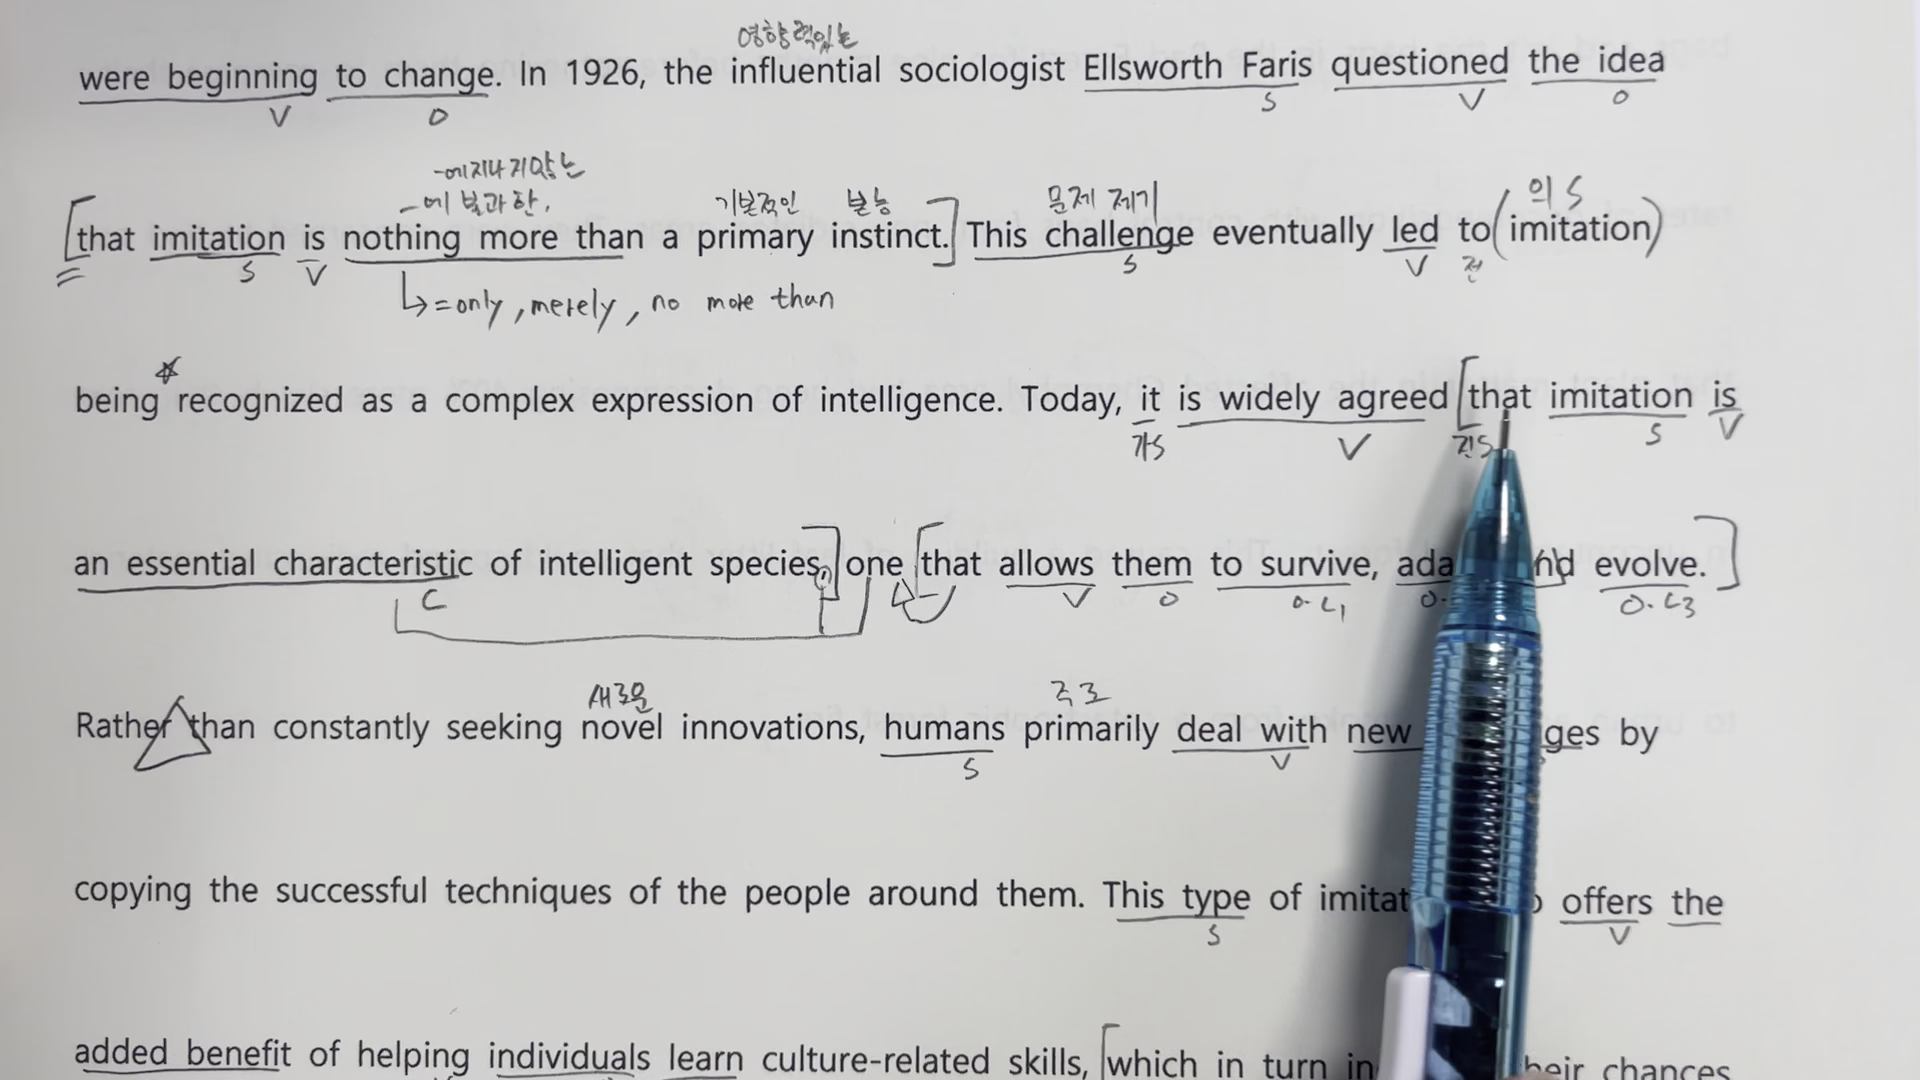 영향력있는
were beginning to change. In 1926, the influential sociologist Ellsworth Faris questioned the idea
V O S V O
-에지나지않는
-에 불과한, 기본적인 본능 문제 제기 의 S
[that imitation is nothing more than a primary instinct.] This challenge eventually led to (imitation)
S V S V 전
↳ = only, merely, no more than
☆
being recognized as a complex expression of intelligence. Today, it is widely agreed [that imitation is
가S V 진S S V
an essential characteristic of intelligent species,] one [that allows them to survive, and evolve.]
C V O O.C1 O.C3
새로운 주로
Rather than constantly seeking novel innovations, humans primarily deal with new by
S V
copying the successful techniques of the people around them. This type of offers the
S V
added benefit of helping individuals learn culture-related skills, [which in turn their chances